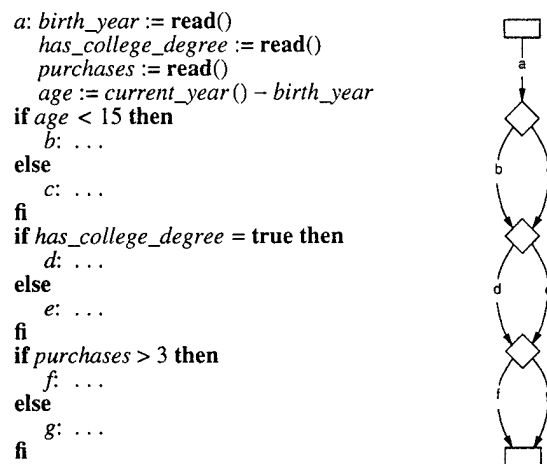 a: birth_year := read()
has_college_degree := read()
purchases := read()
age := current_year() − birth_year
if age < 15 then
b: ...
else
c: ...
fi
if has_college_degree = true then
d: ...
else
e: ...
fi
if purchases > 3 then
f: ...
else
g: ...
fi
a
b
d
f